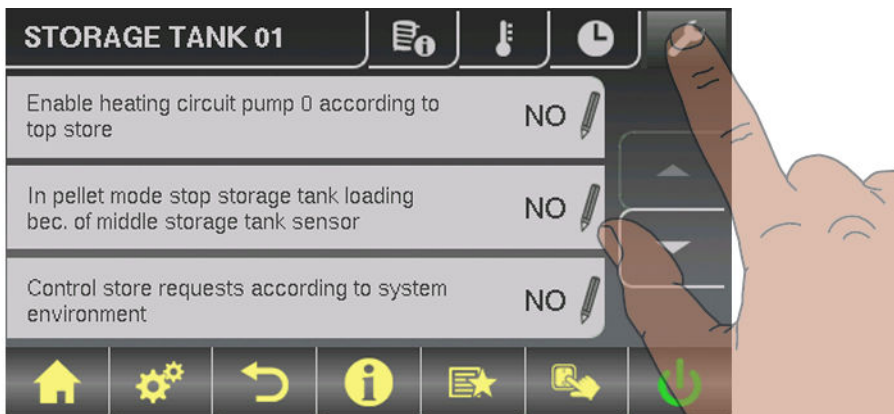 STORAGE TANK 01
Enable heating circuit pump 0 according to
top store
NO
In pellet mode stop storage tank loading
bec. of middle storage tank sensor
NO
Control store requests according to system
environment
NO